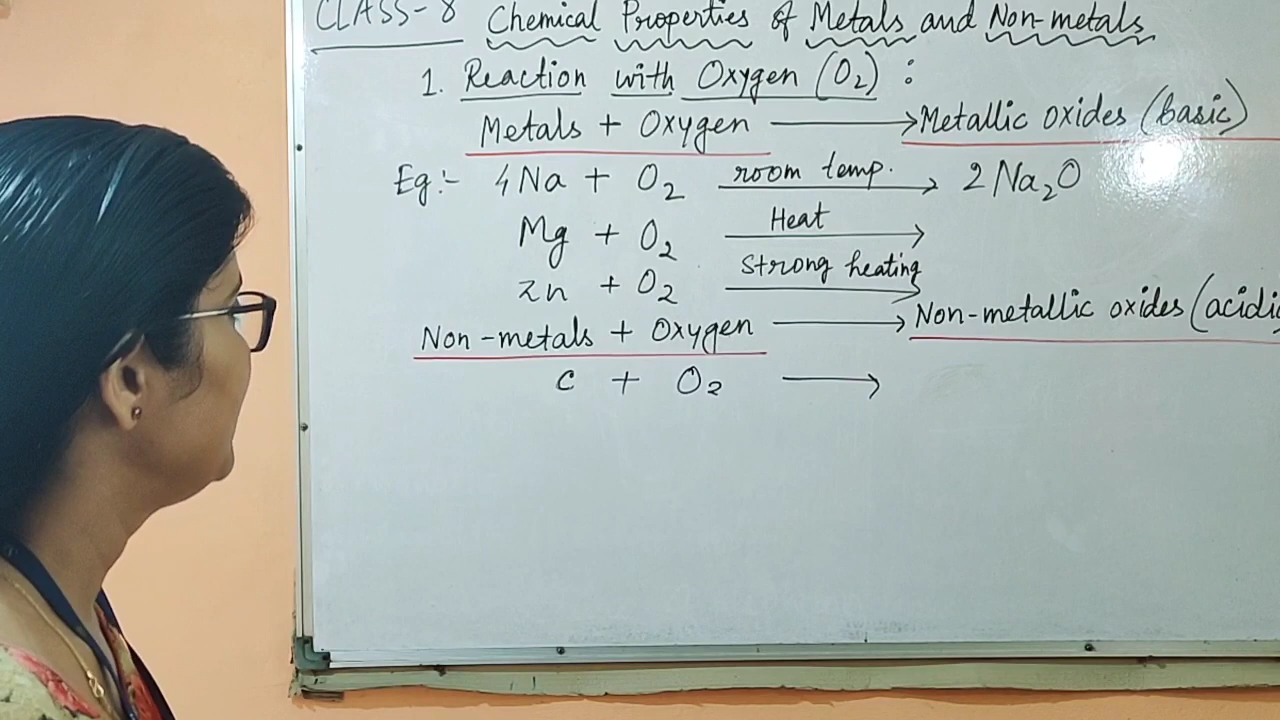 CLASS-8 Chemical Properties of Metals and Non-metals
1. Reaction with Oxygen (O₂) :
Metals + Oxygen ⟶ Metallic oxides (basic)
Eg:- 4Na + O₂ room temp. ⟶ 2Na₂O
Mg + O₂ Heat ⟶
Zn + O₂ Strong heating ⟶
Non-metals + Oxygen ⟶ Non-metallic oxides (acidic
C + O₂ ⟶